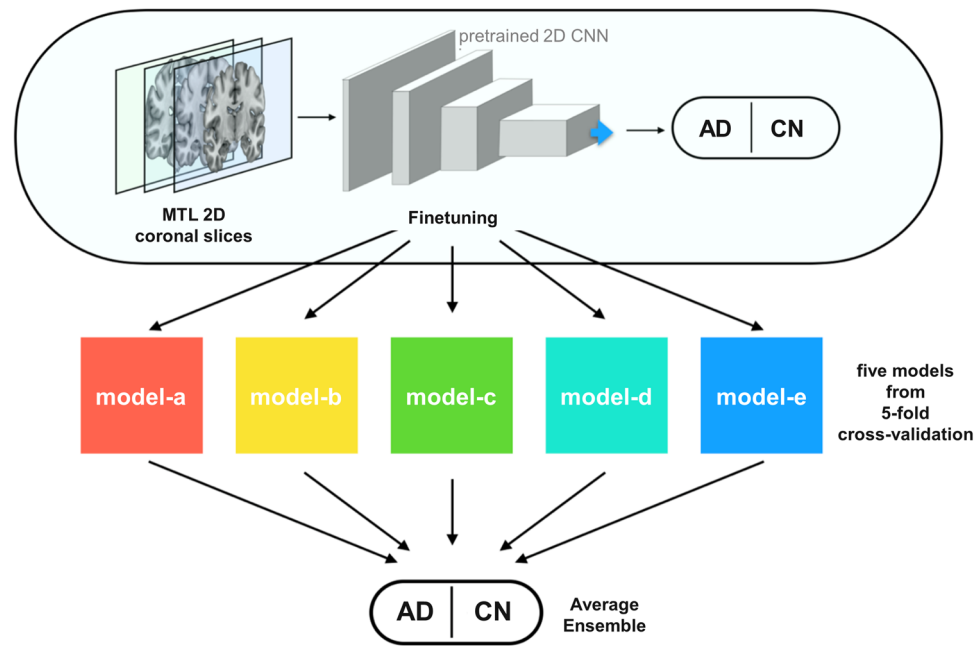 pretrained 2D CNN
AD CN
MTL 2D
coronal slices
Finetuning
model-a model-b model-c model-d model-e
five models
from
5-fold
cross-validation
AD CN
Average
Ensemble